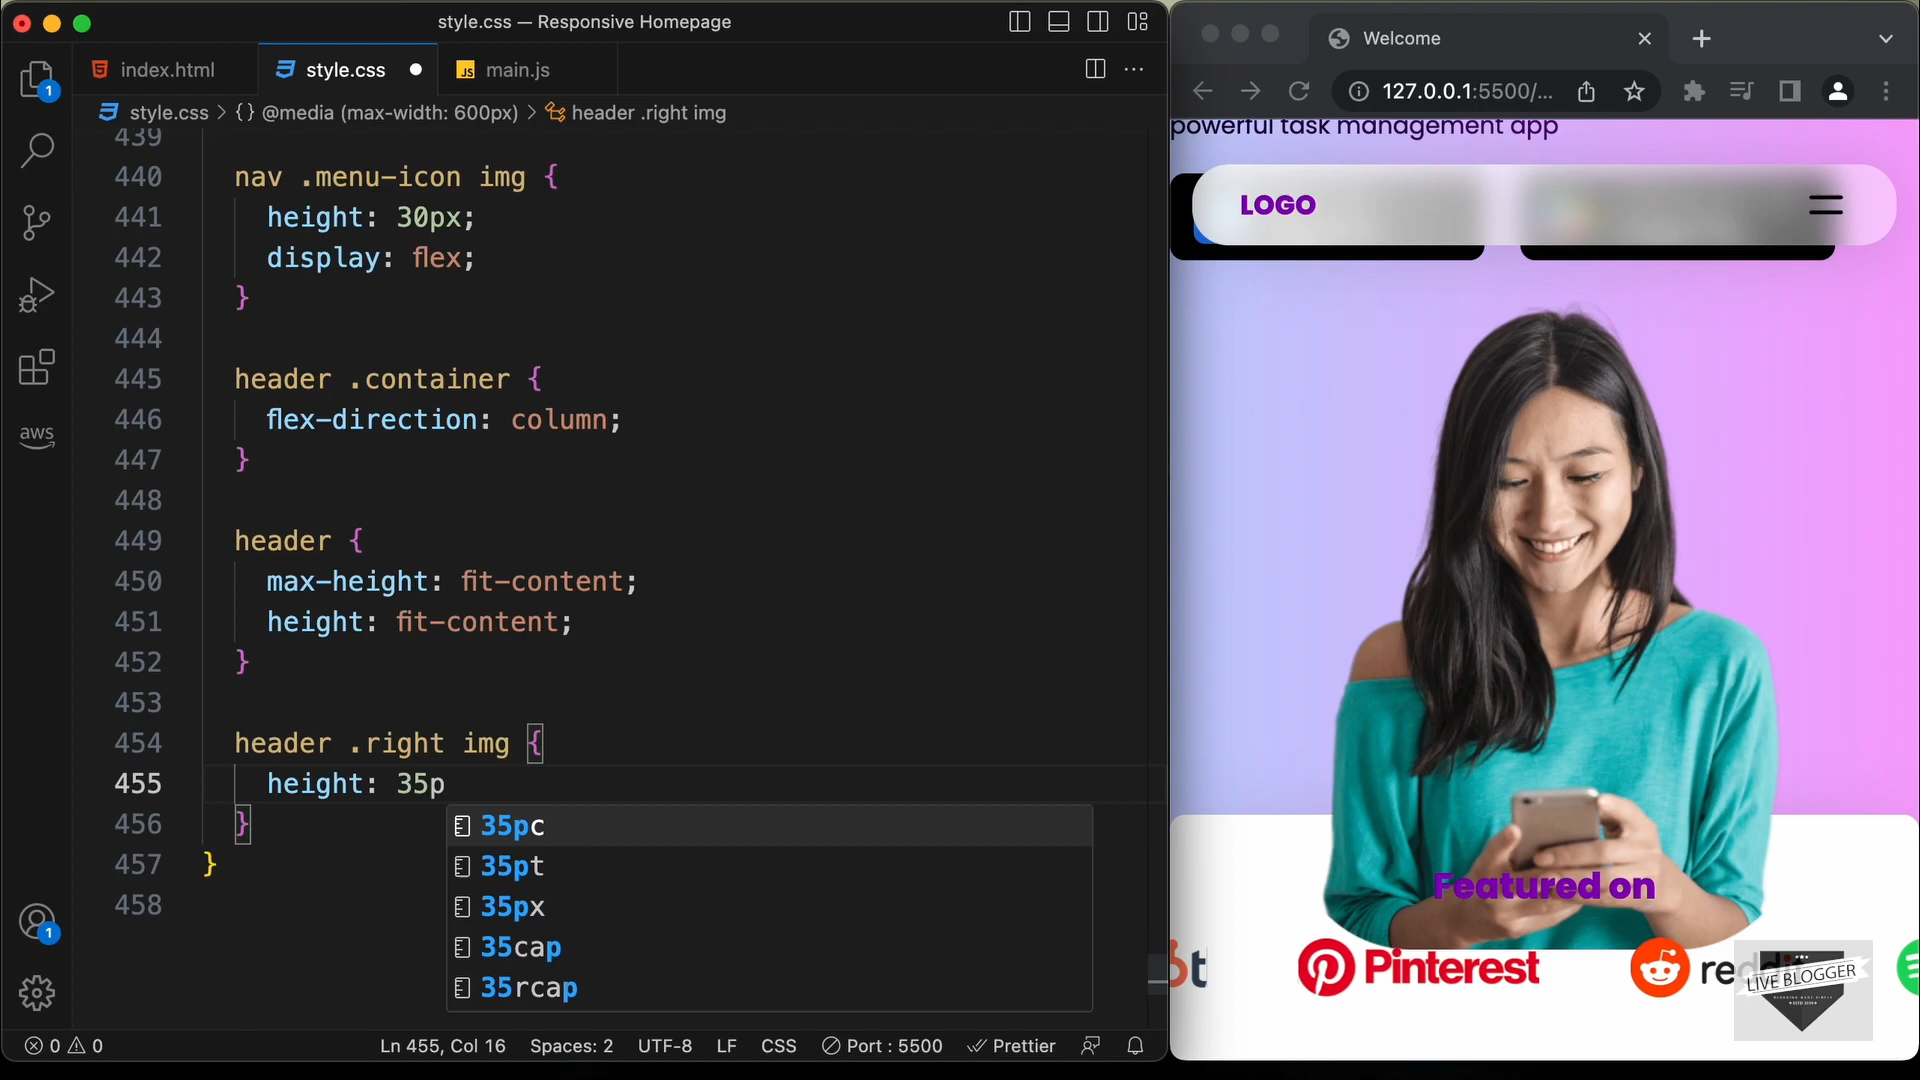 style.css — Responsive Homepage
index.html
style.css
main.js
style.css > {} @media (max-width: 600px) > header .right img
439
440 nav .menu-icon img {
441 height: 30px;
442 display: flex;
443 }
444
445 header .container {
446 flex-direction: column;
447 }
448
449 header {
450 max-height: fit-content;
451 height: fit-content;
452 }
453
454 header .right img {
455 height: 35p
456 }
457 }
458
35pc
35pt
35px
35cap
35rcap
1
aws
1
0 0
Ln 455, Col 16 Spaces: 2 UTF-8 LF CSS Port : 5500 Prettier
Welcome
127.0.0.1:5500/...
powerful task management app
LOGO
Featured on
t
Pinterest
LIVE BLOGGER